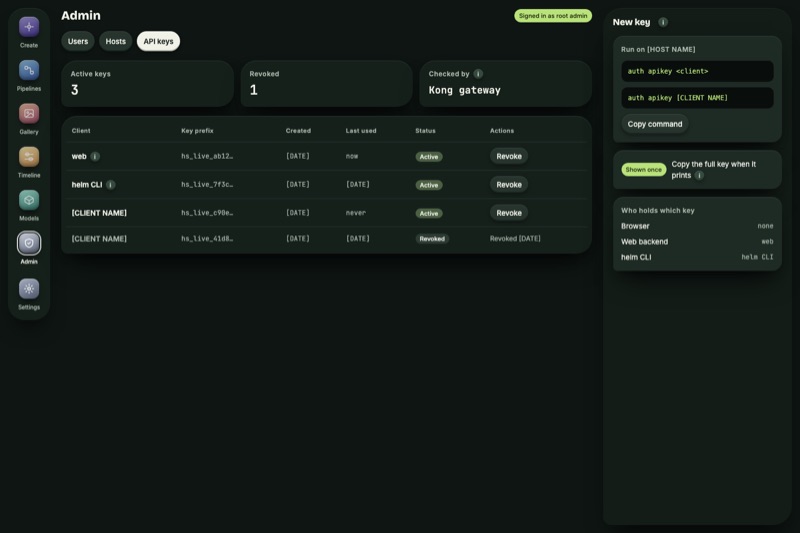 Create
Pipelines
Gallery
Timeline
Models
Admin
Settings
Admin
Signed in as root admin
Users
Hosts
API keys
Active keys
3
Revoked
1
Checked by i
Kong gateway
Client Key prefix Created Last used Status Actions
web i hs_live_ab12… [DATE] now Active Revoke
helm CLI i hs_live_7f3c… [DATE] [DATE] Active Revoke
[CLIENT NAME] hs_live_c90e… [DATE] never Active Revoke
[CLIENT NAME] hs_live_41d8… [DATE] [DATE] Revoked Revoked [DATE]
New key i
Run on [HOST NAME]
auth apikey <client>
auth apikey [CLIENT NAME]
Copy command
Shown once
Copy the full key when it
prints i
Who holds which key
Browser none
Web backend web
helm CLI helm CLI